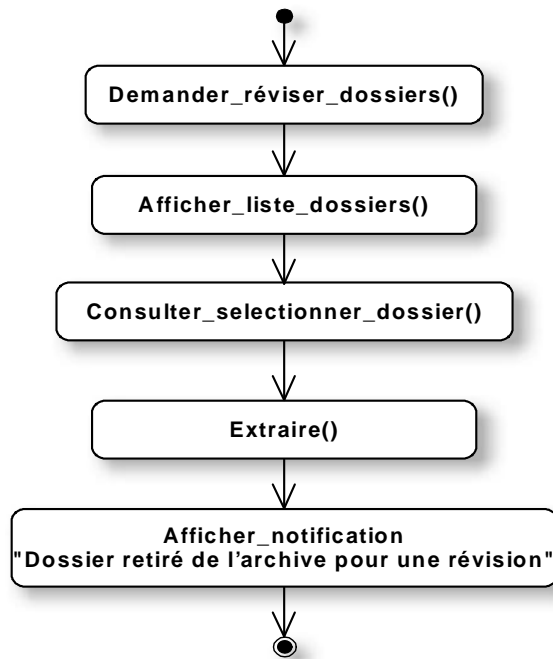 Demander_réviser_dossiers()
Afficher_liste_dossiers()
Consulter_selectionner_dossier()
Extraire()
Afficher_notification
"Dossier retiré de l'archive pour une révision"